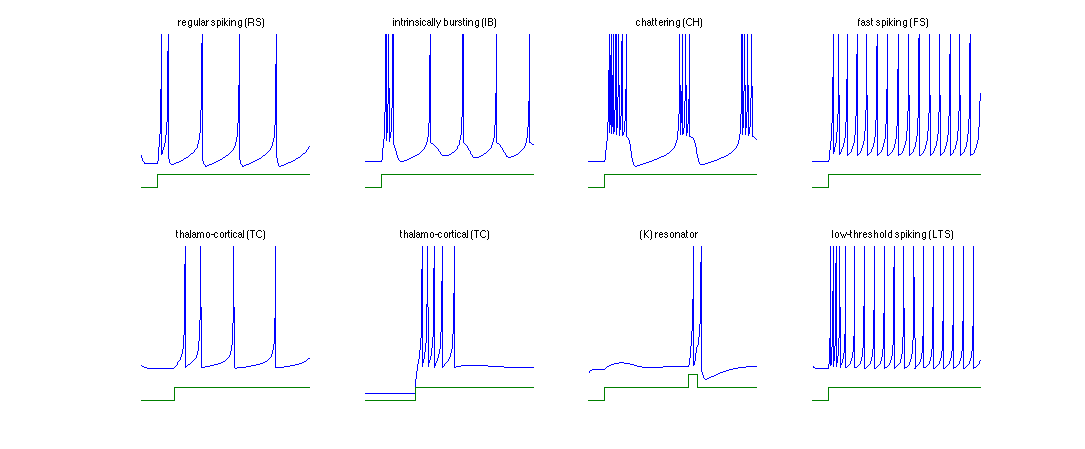 regular spiking (RS)
intrinsically bursting (IB)
chattering (CH)
fast spiking (FS)
thalamo-cortical (TC)
thalamo-cortical (TC)
(K) resonator
low-threshold spiking (LTS)